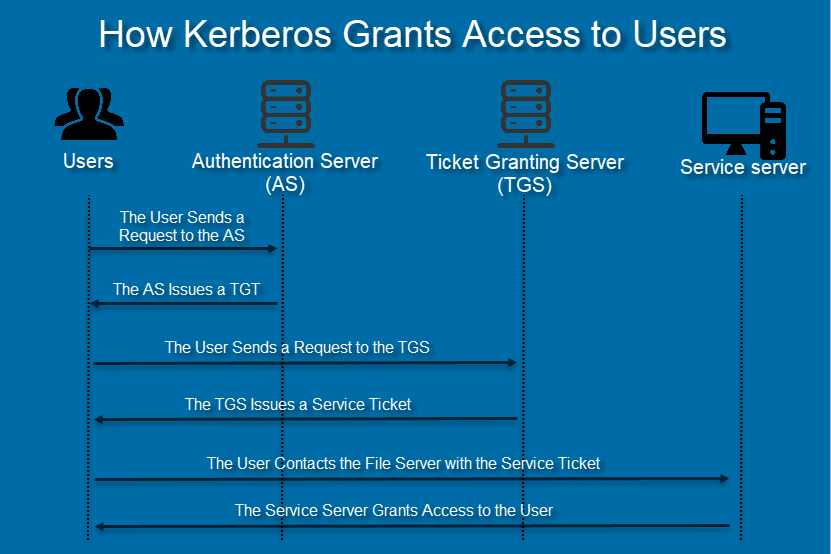 How Kerberos Grants Access to Users
Users
Authentication Server
(AS)
Ticket Granting Server
(TGS)
Service server
The User Sends a
Request to the AS
The AS Issues a TGT
The User Sends a Request to the TGS
The TGS Issues a Service Ticket
The User Contacts the File Server with the Service Ticket
The Service Server Grants Access to the User